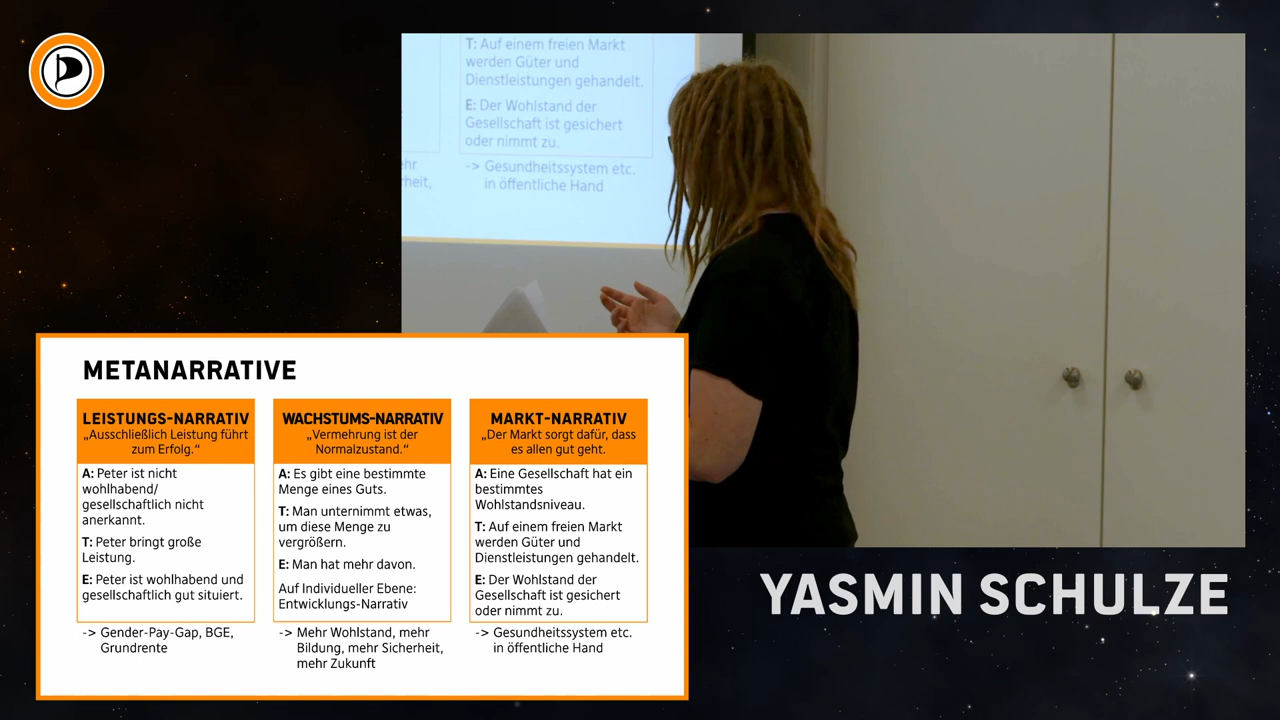 T: Auf einem freien Markt
werden Güter und
Dienstleistungen gehandelt.
E: Der Wohlstand der
Gesellschaft ist gesichert
oder nimmt zu.
-> Gesundheitssystem etc.
in öffentliche Hand
METANARRATIVE
LEISTUNGS-NARRATIV
„Ausschließlich Leistung führt
zum Erfolg.“
A: Peter ist nicht
wohlhabend/
gesellschaftlich nicht
anerkannt.
T: Peter bringt große
Leistung.
E: Peter ist wohlhabend und
gesellschaftlich gut situiert.
-> Gender-Pay-Gap, BGE,
Grundrente
WACHSTUMS-NARRATIV
„Vermehrung ist der
Normalzustand.“
A: Es gibt eine bestimmte
Menge eines Guts.
T: Man unternimmt etwas,
um diese Menge zu
vergrößern.
E: Man hat mehr davon.
Auf Individueller Ebene:
Entwicklungs-Narrativ
-> Mehr Wohlstand, mehr
Bildung, mehr Sicherheit,
mehr Zukunft
MARKT-NARRATIV
„Der Markt sorgt dafür, dass
es allen gut geht.
A: Eine Gesellschaft hat ein
bestimmtes
Wohlstandsniveau.
T: Auf einem freien Markt
werden Güter und
Dienstleistungen gehandelt.
E: Der Wohlstand der
Gesellschaft ist gesichert
oder nimmt zu.
-> Gesundheitssystem etc.
in öffentliche Hand
YASMIN SCHULZE